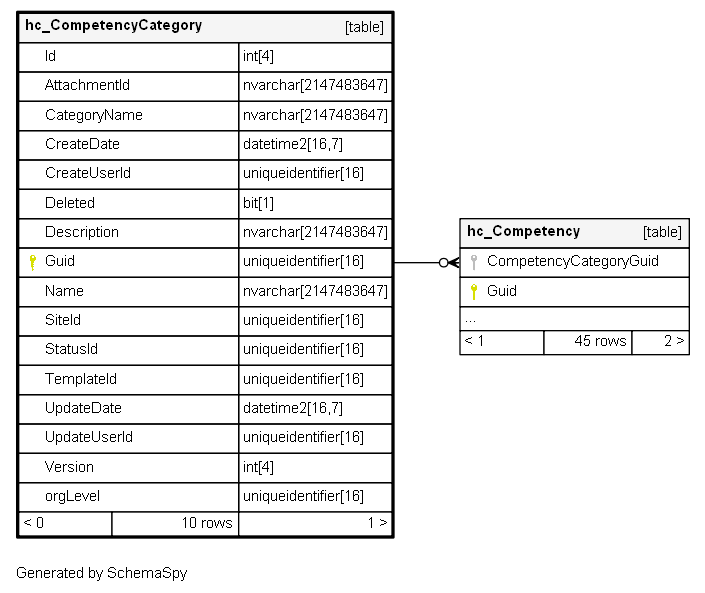 hc_CompetencyCategory [table]
Id int[4]
AttachmentId nvarchar[2147483647]
CategoryName nvarchar[2147483647]
CreateDate datetime2[16,7]
CreateUserId uniqueidentifier[16]
Deleted bit[1]
Description nvarchar[2147483647]
Guid uniqueidentifier[16]
Name nvarchar[2147483647]
SiteId uniqueidentifier[16]
StatusId uniqueidentifier[16]
TemplateId uniqueidentifier[16]
UpdateDate datetime2[16,7]
UpdateUserId uniqueidentifier[16]
Version int[4]
orgLevel uniqueidentifier[16]
< 0 10 rows 1 >
hc_Competency [table]
CompetencyCategoryGuid
Guid
...
< 1 45 rows 2 >
Generated by SchemaSpy